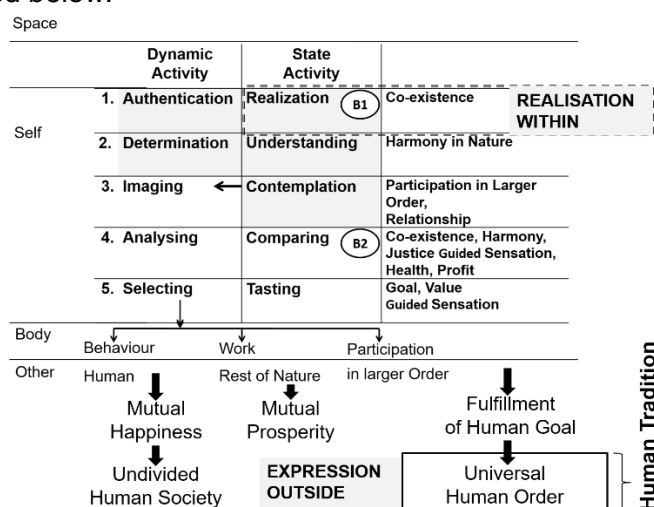 ed below.
Space
Dynamic Activity State Activity
1. Authentication Realization B1 Co-existence REALISATION WITHIN
Self
2. Determination Understanding Harmony in Nature
3. Imaging Contemplation Participation in Larger Order, Relationship
4. Analysing Comparing B2 Co-existence, Harmony, Justice Guided Sensation, Health, Profit
5. Selecting Tasting Goal, Value Guided Sensation
Body
Behaviour Work Participation
Other Human Rest of Nature in larger Order
Mutual Happiness Mutual Prosperity Fulfillment of Human Goal
Undivided Human Society EXPRESSION OUTSIDE Universal Human Order
Human Tradition